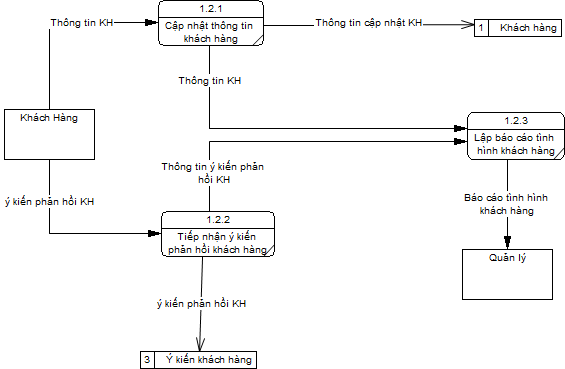 1.2.1
Thông tin KH
Cập nhật thông tin
khách hàng
Thông tin cập nhật KH
1 Khách hàng
Thông tin KH
Khách Hàng
1.2.3
Lập báo cáo tình
hình khách hàng
Thông tin ý kiến phản
hồi KH
ý kiến phản hồi KH
Báo cáo tình hình
khách hàng
1.2.2
Tiếp nhận ý kiến
phản hồi khách hàng
Quản lý
ý kiến phản hồi KH
3 Ý kiến khách hàng